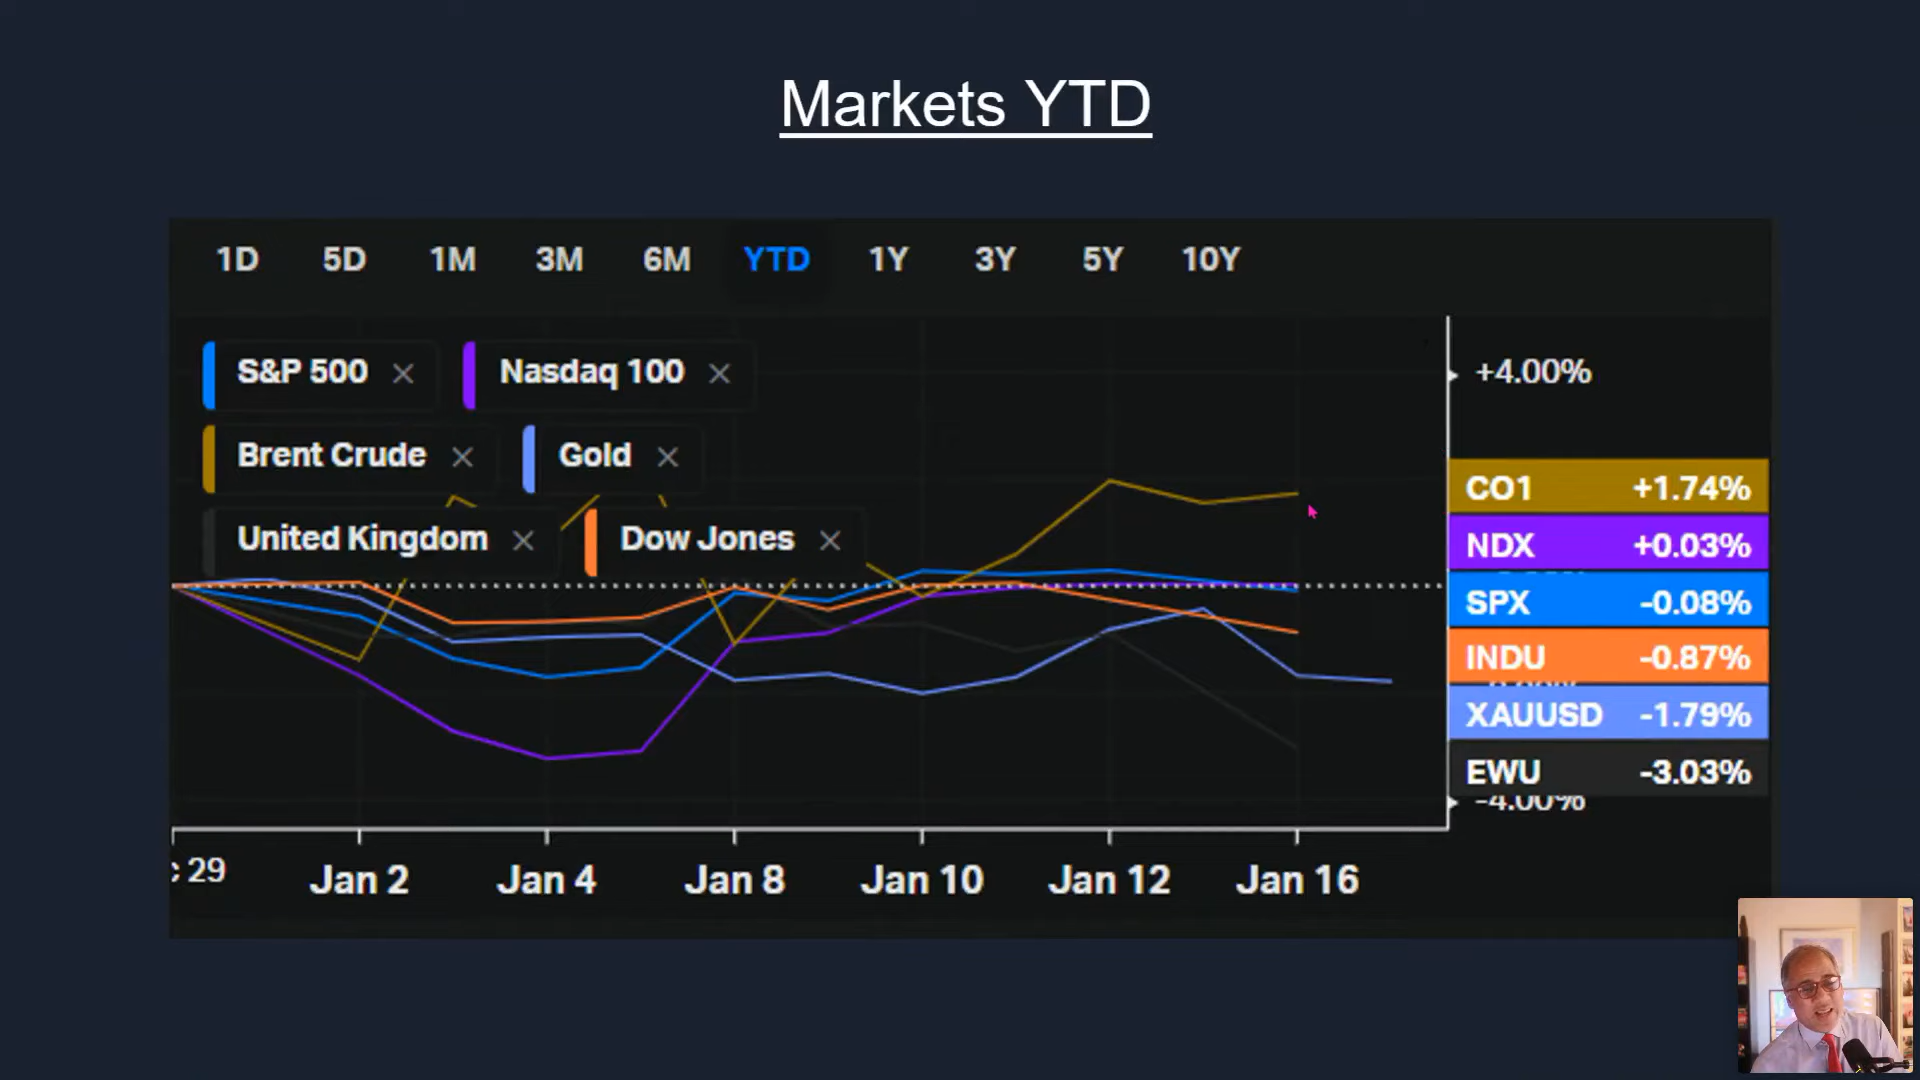 Markets YTD
1D 5D 1M 3M 6M YTD 1Y 3Y 5Y 10Y
S&P 500 × Nasdaq 100 ×
+4.00%
Brent Crude × Gold ×
CO1 +1.74%
United Kingdom × Dow Jones ×
NDX +0.03%
SPX -0.08%
INDU -0.87%
XAUUSD -1.79%
EWU -3.03%
-4.00%
c 29 Jan 2 Jan 4 Jan 8 Jan 10 Jan 12 Jan 16